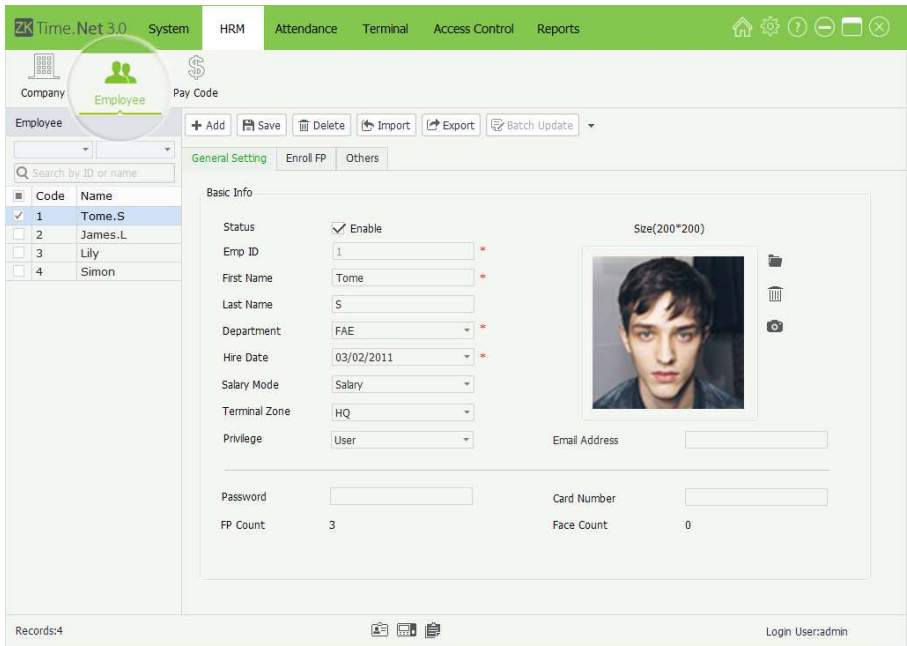 ZK Time.Net 3.0 System HRM Attendance Terminal Access Control Reports
Company Employee Pay Code
Employee
+ Add Save Delete Import Export Batch Update
Search by ID or name
General Setting Enroll FP Others
Code Name
1 Tome.S
2 James.L
3 Lily
4 Simon
Basic Info
Status Enable Size(200*200)
Emp ID 1 *
First Name Tome *
Last Name S
Department FAE *
Hire Date 03/02/2011 *
Salary Mode Salary
Terminal Zone HQ
Privilege User Email Address
Password Card Number
FP Count 3 Face Count 0
Records:4 Login User:admin